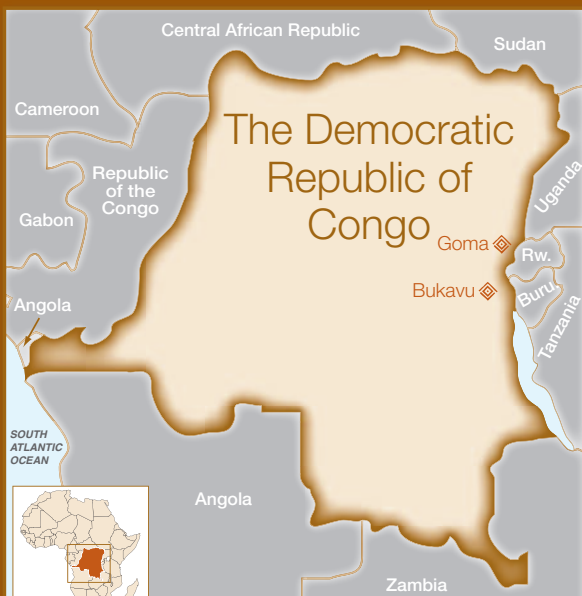 Central African Republic
Sudan
Cameroon
The Democratic
Republic of
Congo
Republic
of the
Congo
Uganda
Gabon
Goma
Rw.
Bukavu
Buru.
Angola
Tanzania
SOUTH
ATLANTIC
OCEAN
Angola
Zambia